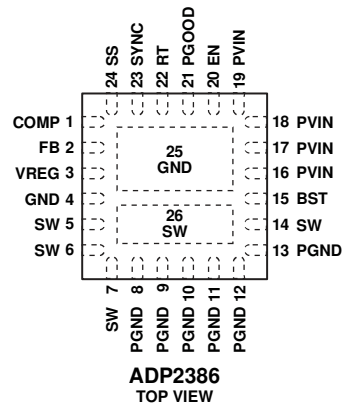 24 SS
23 SYNC
22 RT
21 PGOOD
20 EN
19 PVIN
COMP 1
FB 2
VREG 3
GND 4
SW 5
SW 6
18 PVIN
17 PVIN
16 PVIN
15 BST
14 SW
13 PGND
25
GND
26
SW
SW 7
PGND 8
PGND 9
PGND 10
PGND 11
PGND 12
ADP2386
TOP VIEW